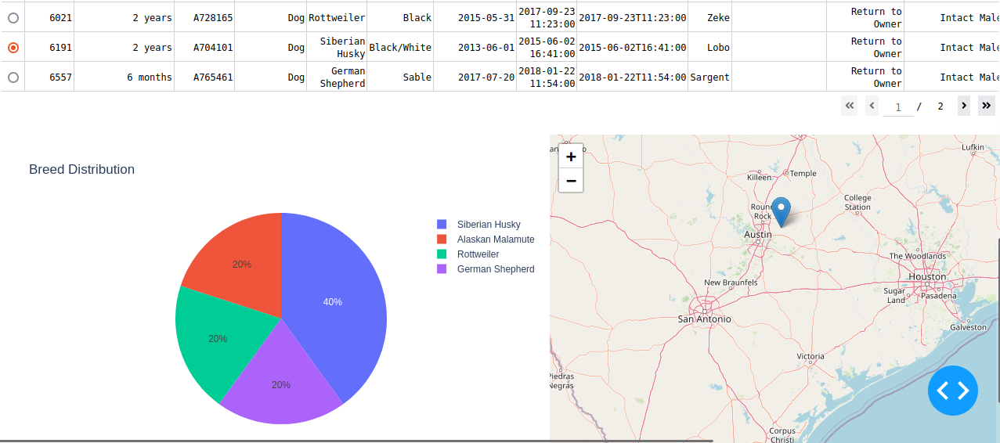 6021 2 years A728165 Dog Rottweiler Black 2015-05-31 2017-09-23 11:23:00 2017-09-23T11:23:00 Zeke Return to Owner Intact Male
6191 2 years A704101 Dog Siberian Husky Black/White 2013-06-01 2015-06-02 16:41:00 2015-06-02T16:41:00 Lobo Return to Owner Intact Male
6557 6 months A765461 Dog German Shepherd Sable 2017-07-20 2018-01-22 11:54:00 2018-01-22T11:54:00 Sargent Return to Owner Intact Male
1 / 2
Breed Distribution
Siberian Husky
Alaskan Malamute
Rottweiler
German Shepherd
20%
40%
20%
20%
+
−
Lufkin
Temple
Killeen
College
Station
Round
Rock
Austin
The Woodlands
Houston
New Braunfels
Sugar
Land
Pasadena
San Antonio
Galveston
Victoria
Piedras
Negras
Corpus
Christi